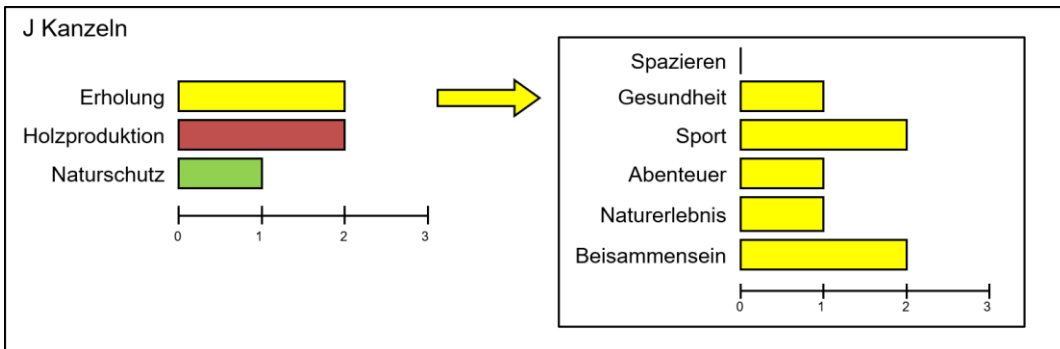 J Kanzeln
Erholung
Holzproduktion
Naturschutz
0 1 2 3
Spazieren
Gesundheit
Sport
Abenteuer
Naturerlebnis
Beisammensein
0 1 2 3